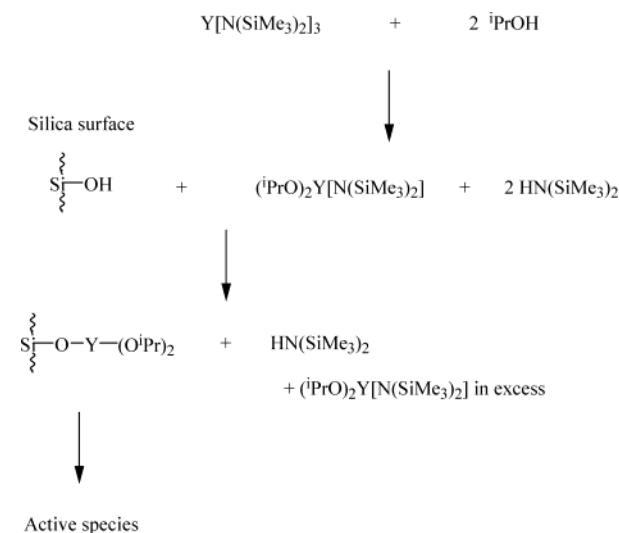 Y[N(SiMe3)2]3 + 2 iPrOH
Silica surface
Si—OH + (iPrO)2Y[N(SiMe3)2] + 2 HN(SiMe3)2
Si—O—Y—(OiPr)2 + HN(SiMe3)2
+ (iPrO)2Y[N(SiMe3)2] in excess
Active species